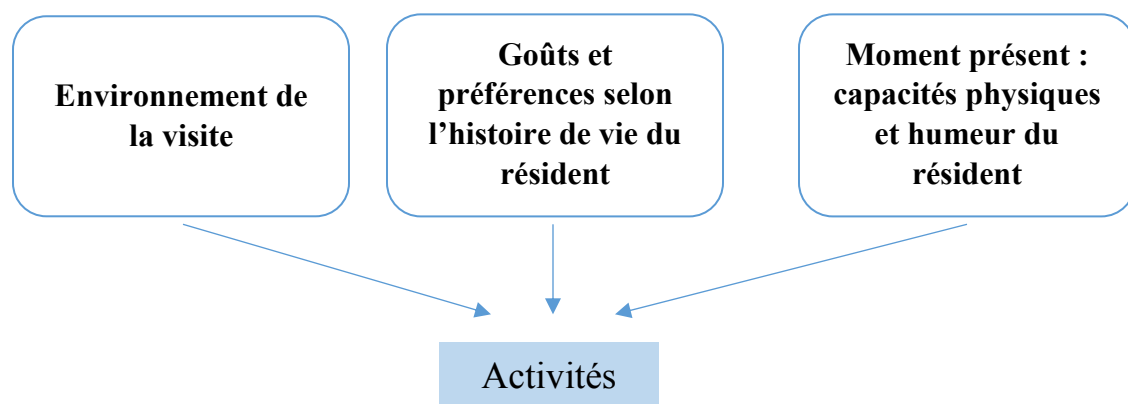 Environnement de
la visite
Goûts et
préférences selon
l'histoire de vie du
résident
Moment présent :
capacités physiques
et humeur du
résident
Activités